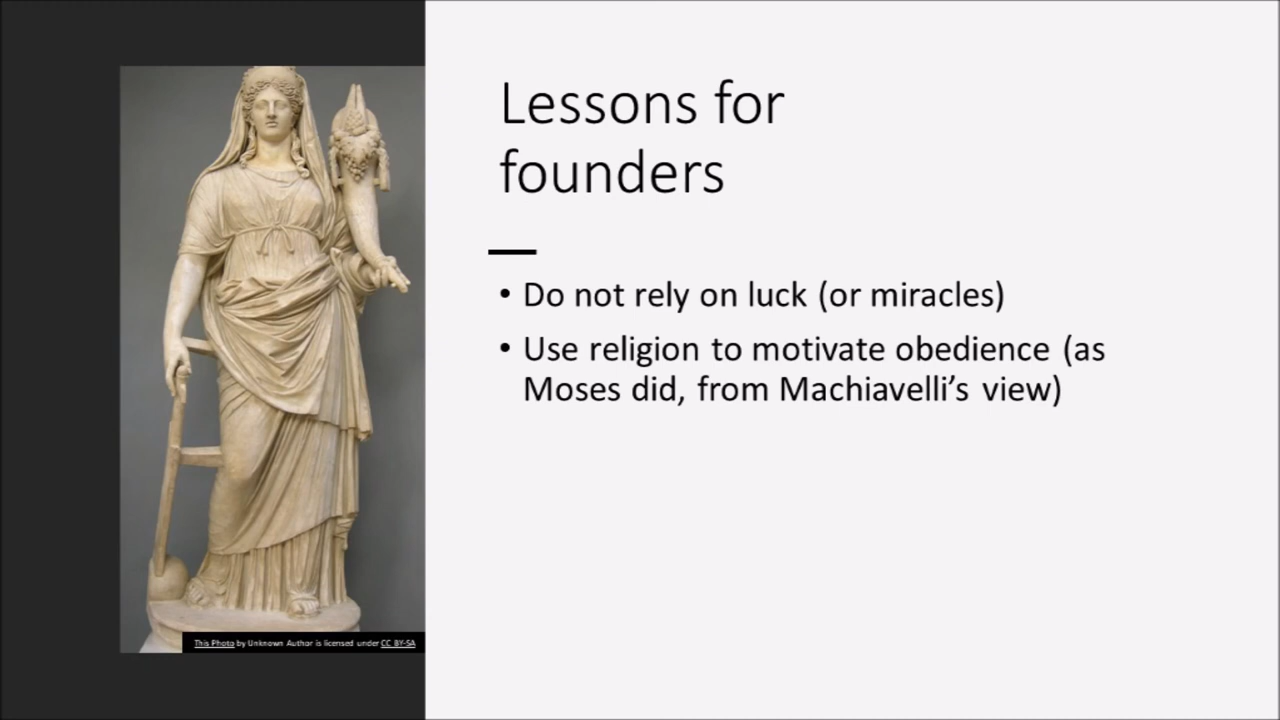 Lessons for
founders
• Do not rely on luck (or miracles)
• Use religion to motivate obedience (as
Moses did, from Machiavelli’s view)
This Photo by Unknown Author is licensed under CC BY-SA